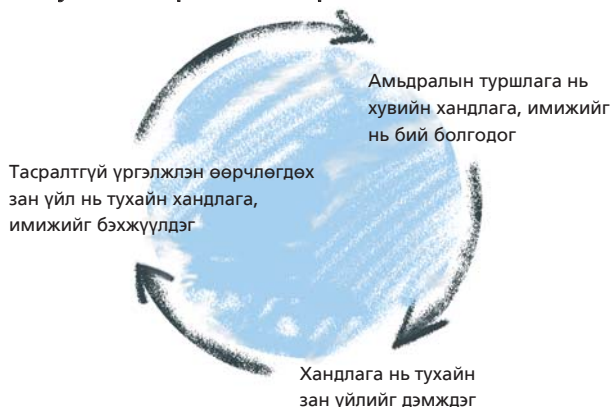 Амьдралын туршлага нь
хувийн хандлага, имижийг
нь бий болгодог
Тасралтгүй үргэлжлэн өөрчлөгдөх
зан үйл нь тухайн хандлага,
имижийг бэхжүүлдэг
Хандлага нь тухайн
зан үйлийг дэмждэг